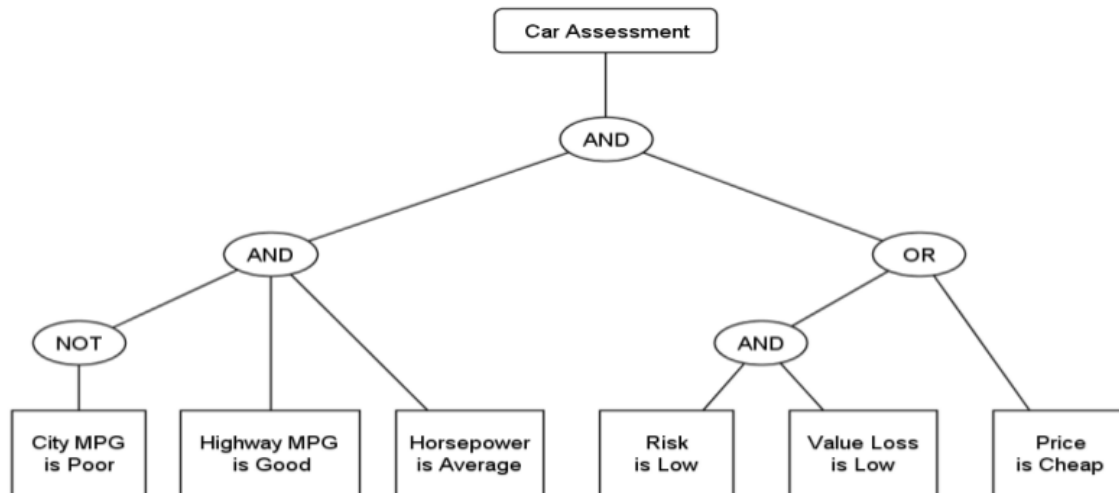 Car Assessment
AND
AND
OR
NOT
AND
City MPG
is Poor
Highway MPG
is Good
Horsepower
is Average
Risk
is Low
Value Loss
is Low
Price
is Cheap